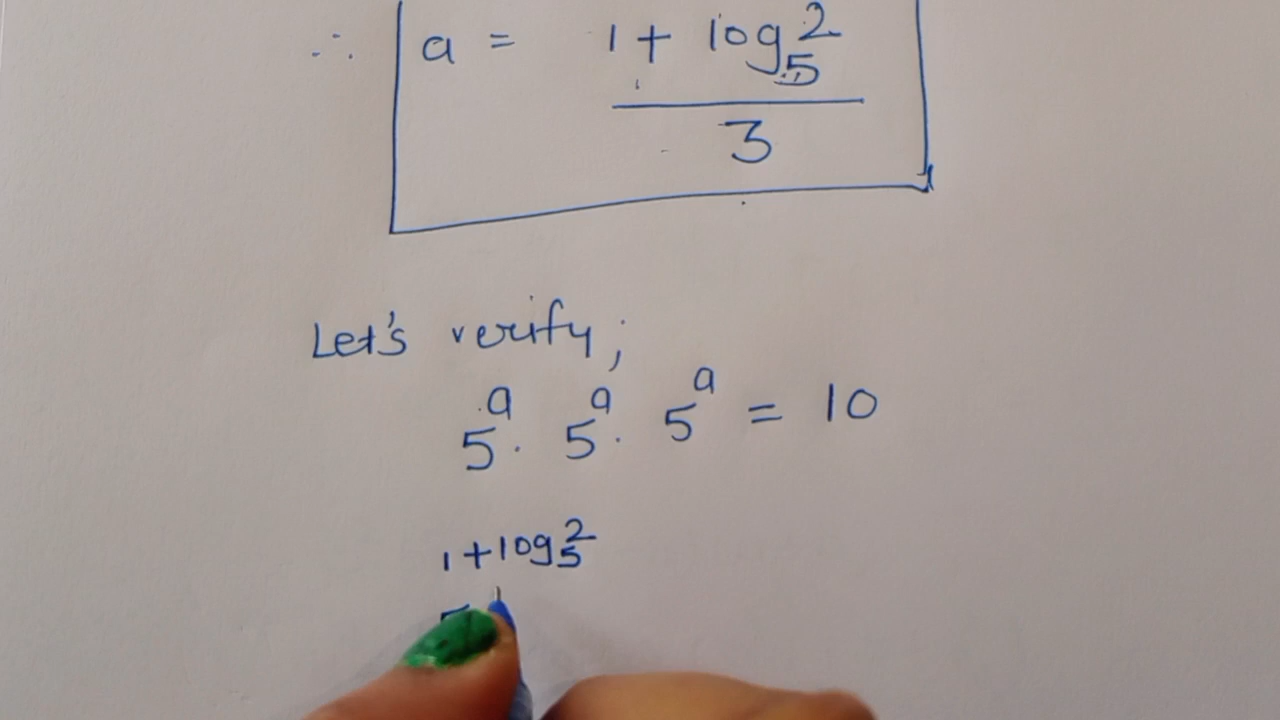 ∴ a = 1 + log₅2
3
Let's verify;
5ᵃ · 5ᵃ · 5ᵃ = 10
1 + log₅2